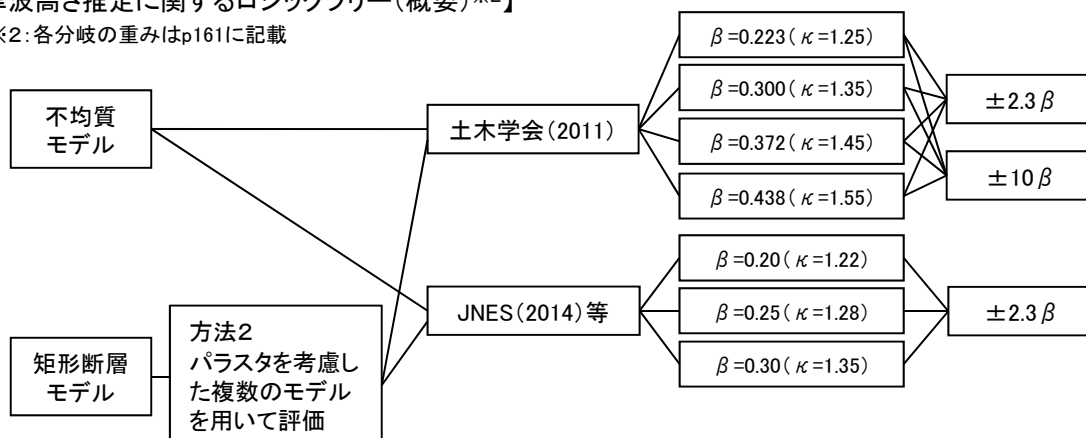 波高さ推定に関するロジックツリー(概要)※2】
※2:各分岐の重みはp161に記載
不均質
モデル
矩形断層
モデル
方法2
パラスタを考慮し
た複数のモデル
を用いて評価
土木学会(2011)
JNES(2014)等
β=0.223(κ=1.25)
β=0.300(κ=1.35)
β=0.372(κ=1.45)
β=0.438(κ=1.55)
β=0.20(κ=1.22)
β=0.25(κ=1.28)
β=0.30(κ=1.35)
±2.3β
±10β
±2.3β